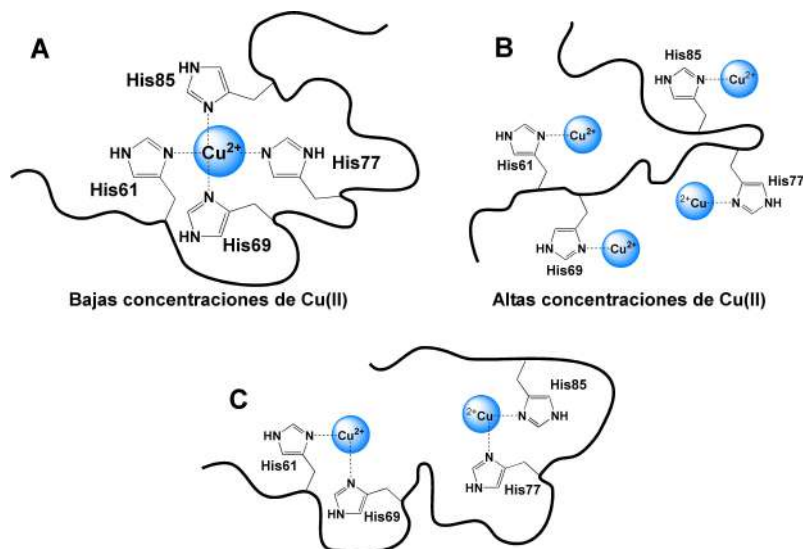 A
His85
HN
N
Cu²⁺
HN
N
His61
N
NH
His77
N
HN
His69
Bajas concentraciones de Cu(II)
B
His85
HN
N
Cu²⁺
HN
N
Cu²⁺
His61
His77
²⁺Cu
N
NH
HN
N
Cu²⁺
His69
Altas concentraciones de Cu(II)
C
His85
²⁺Cu
N
NH
Cu²⁺
HN
N
His61
N
HN
His69
N
HN
His77